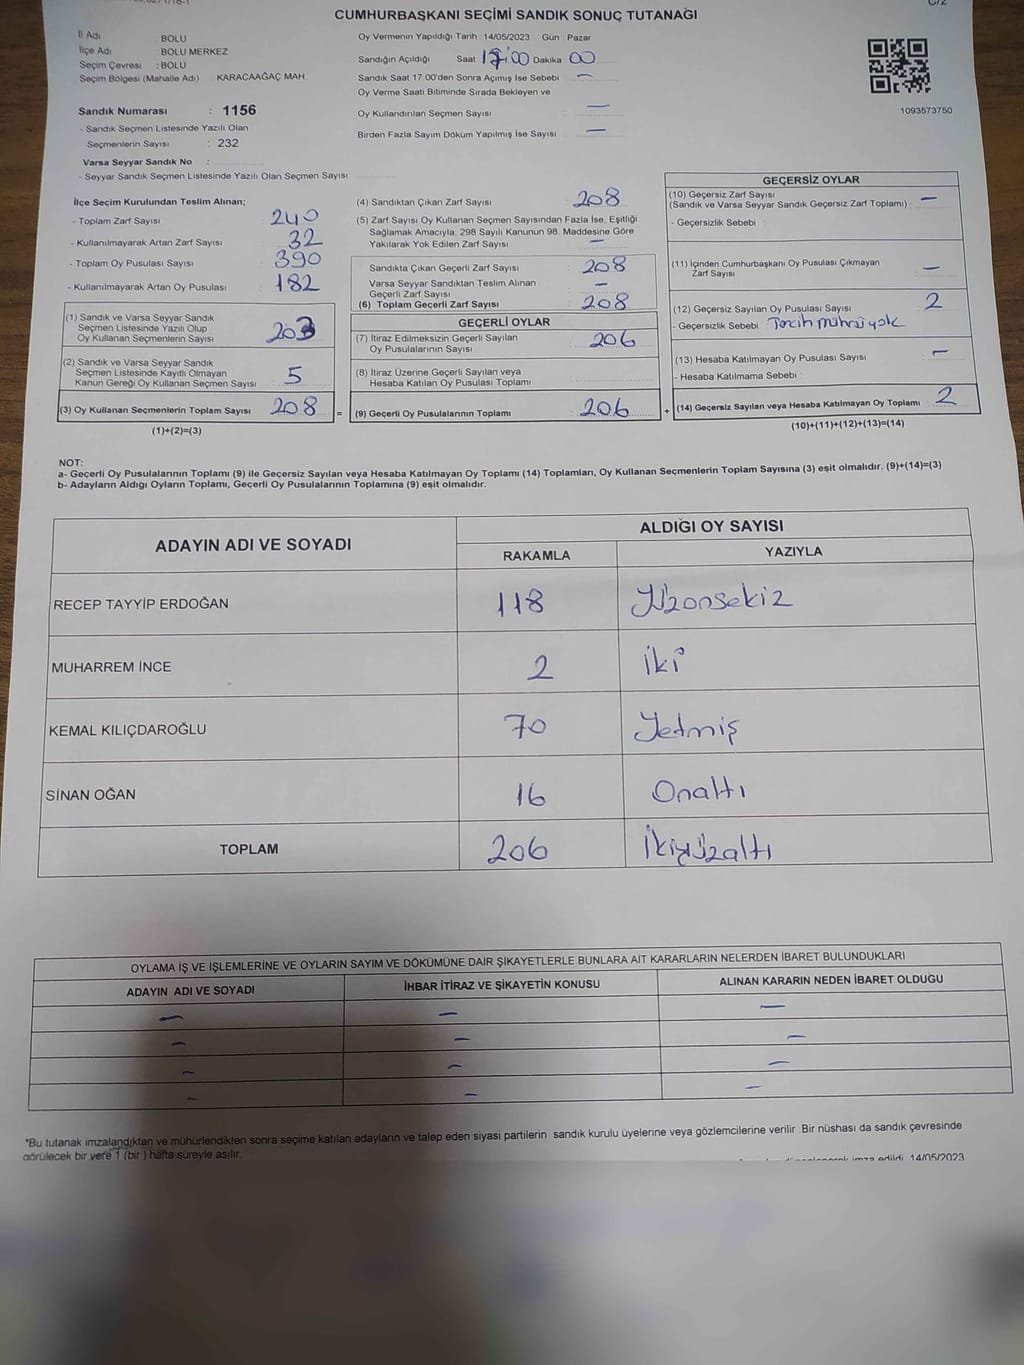 CUMHURBAŞKANI SEÇİMİ SANDIK SONUÇ TUTANAĞI
C/2
İl Adı BOLU
İlçe Adı BOLU MERKEZ
Seçim Çevresi : BOLU
Seçim Bölgesi (Mahalle Adı) KARACAAĞAÇ MAH.
Sandık Numarası : 1156
- Sandık Seçmen Listesinde Yazılı Olan
Seçmenlerin Sayısı : 232
Varsa Seyyar Sandık No :
- Seyyar Sandık Seçmen Listesinde Yazılı Olan Seçmen Sayısı
Oy Vermenin Yapıldığı Tarih :14/05/2023 Gün : Pazar
Sandığın Açıldığı Saat 17:00 Dakika 00
Sandık Saat 17:00'den Sonra Açımış İse Sebebi : —
Oy Verme Saati Bitiminde Sırada Bekleyen ve
Oy Kullandırılan Seçmen Sayısı : —
Birden Fazla Sayım Döküm Yapılmış İse Sayısı : —
1093573750
İlçe Seçim Kurulundan Teslim Alınan;
- Toplam Zarf Sayısı : 240
- Kullanılmayarak Artan Zarf Sayısı : 32
- Toplam Oy Pusulası Sayısı : 390
- Kullanılmayarak Artan Oy Pusulası : 182
(1) Sandık ve Varsa Seyyar Sandık
Seçmen Listesinde Yazılı Olup
Oy Kullanan Seçmenlerin Sayısı 203
(2) Sandık ve Varsa Seyyar Sandık
Seçmen Listesinde Kayıtlı Olmayan
Kanun Gereği Oy Kullanan Seçmen Sayısı 5
(3) Oy Kullanan Seçmenlerin Toplam Sayısı 208 =
(1)+(2)=(3)
(4) Sandıktan Çıkan Zarf Sayısı : 208
(5) Zarf Sayısı Oy Kullanan Seçmen Sayısından Fazla İse, Eşitliği
Sağlamak Amacıyla, 298 Sayılı Kanunun 98. Maddesine Göre
Yakılarak Yok Edilen Zarf Sayısı : —
Sandıkta Çıkan Geçerli Zarf Sayısı : 208
Varsa Seyyar Sandıktan Teslim Alınan
Geçerli Zarf Sayısı : —
(6) Toplam Geçerli Zarf Sayısı : 208
GEÇERLİ OYLAR
(7) İtiraz Edilmeksizin Geçerli Sayılan
Oy Pusulalarının Sayısı : 206
(8) İtiraz Üzerine Geçerli Sayılan veya
Hesaba Katılan Oy Pusulası Toplamı
(9) Geçerli Oy Pusulalarının Toplamı : 206 +
GEÇERSİZ OYLAR
(10) Geçersiz Zarf Sayısı
(Sandık ve Varsa Seyyar Sandık Geçersiz Zarf Toplamı) : —
- Geçersizlik Sebebi :
(11) İçinden Cumhurbaşkanı Oy Pusulası Çıkmayan
Zarf Sayısı : —
(12) Geçersiz Sayılan Oy Pusulası Sayısı : 2
- Geçersizlik Sebebi : Tercih mührü yok
(13) Hesaba Katılmayan Oy Pusulası Sayısı : —
- Hesaba Katılmama Sebebi :
(14) Geçersiz Sayılan veya Hesaba Katılmayan Oy Toplamı : 2
(10)+(11)+(12)+(13)=(14)
NOT:
a- Geçerli Oy Pusulalarının Toplamı (9) ile Geçersiz Sayılan veya Hesaba Katılmayan Oy Toplamı (14) Toplamları, Oy Kullanan Seçmenlerin Toplam Sayısına (3) eşit olmalıdır. (9)+(14)=(3)
b- Adayların Aldığı Oyların Toplamı, Geçerli Oy Pusulalarının Toplamına (9) eşit olmalıdır.
ADAYIN ADI VE SOYADI ALDIĞI OY SAYISI
RAKAMLA YAZIYLA
RECEP TAYYİP ERDOĞAN 118 Yüzonsekiz
MUHARREM İNCE 2 İki
KEMAL KILIÇDAROĞLU 70 Yetmiş
SİNAN OĞAN 16 Onaltı
TOPLAM 206 İkiyüzaltı
OYLAMA İŞ VE İŞLEMLERİNE VE OYLARIN SAYIM VE DÖKÜMÜNE DAİR ŞİKAYETLERLE BUNLARA AİT KARARLARIN NELERDEN İBARET BULUNDUKLARI
ADAYIN ADI VE SOYADI İHBAR İTİRAZ VE ŞİKAYETİN KONUSU ALINAN KARARIN NEDEN İBARET OLDUĞU
— — —
— — —
— — —
— — —
*Bu tutanak imzalandıktan ve mühürlendikten sonra seçime katılan adayların ve talep eden siyasi partilerin sandık kurulu üyelerine veya gözlemcilerine verilir. Bir nüshası da sandık çevresinde
görülecek bir yere 1 (bir) hafta süreyle asılır.
imza edildi. 14/05/2023